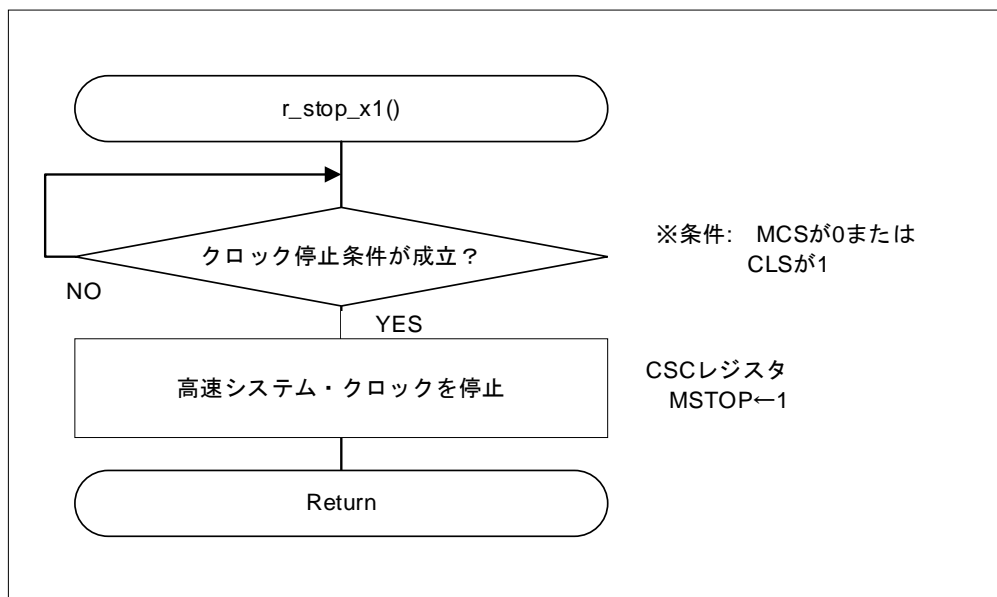 r_stop_x1()
クロック停止条件が成立？
※条件: MCSが0または
CLSが1
NO
YES
高速システム・クロックを停止
CSCレジスタ
MSTOP←1
Return